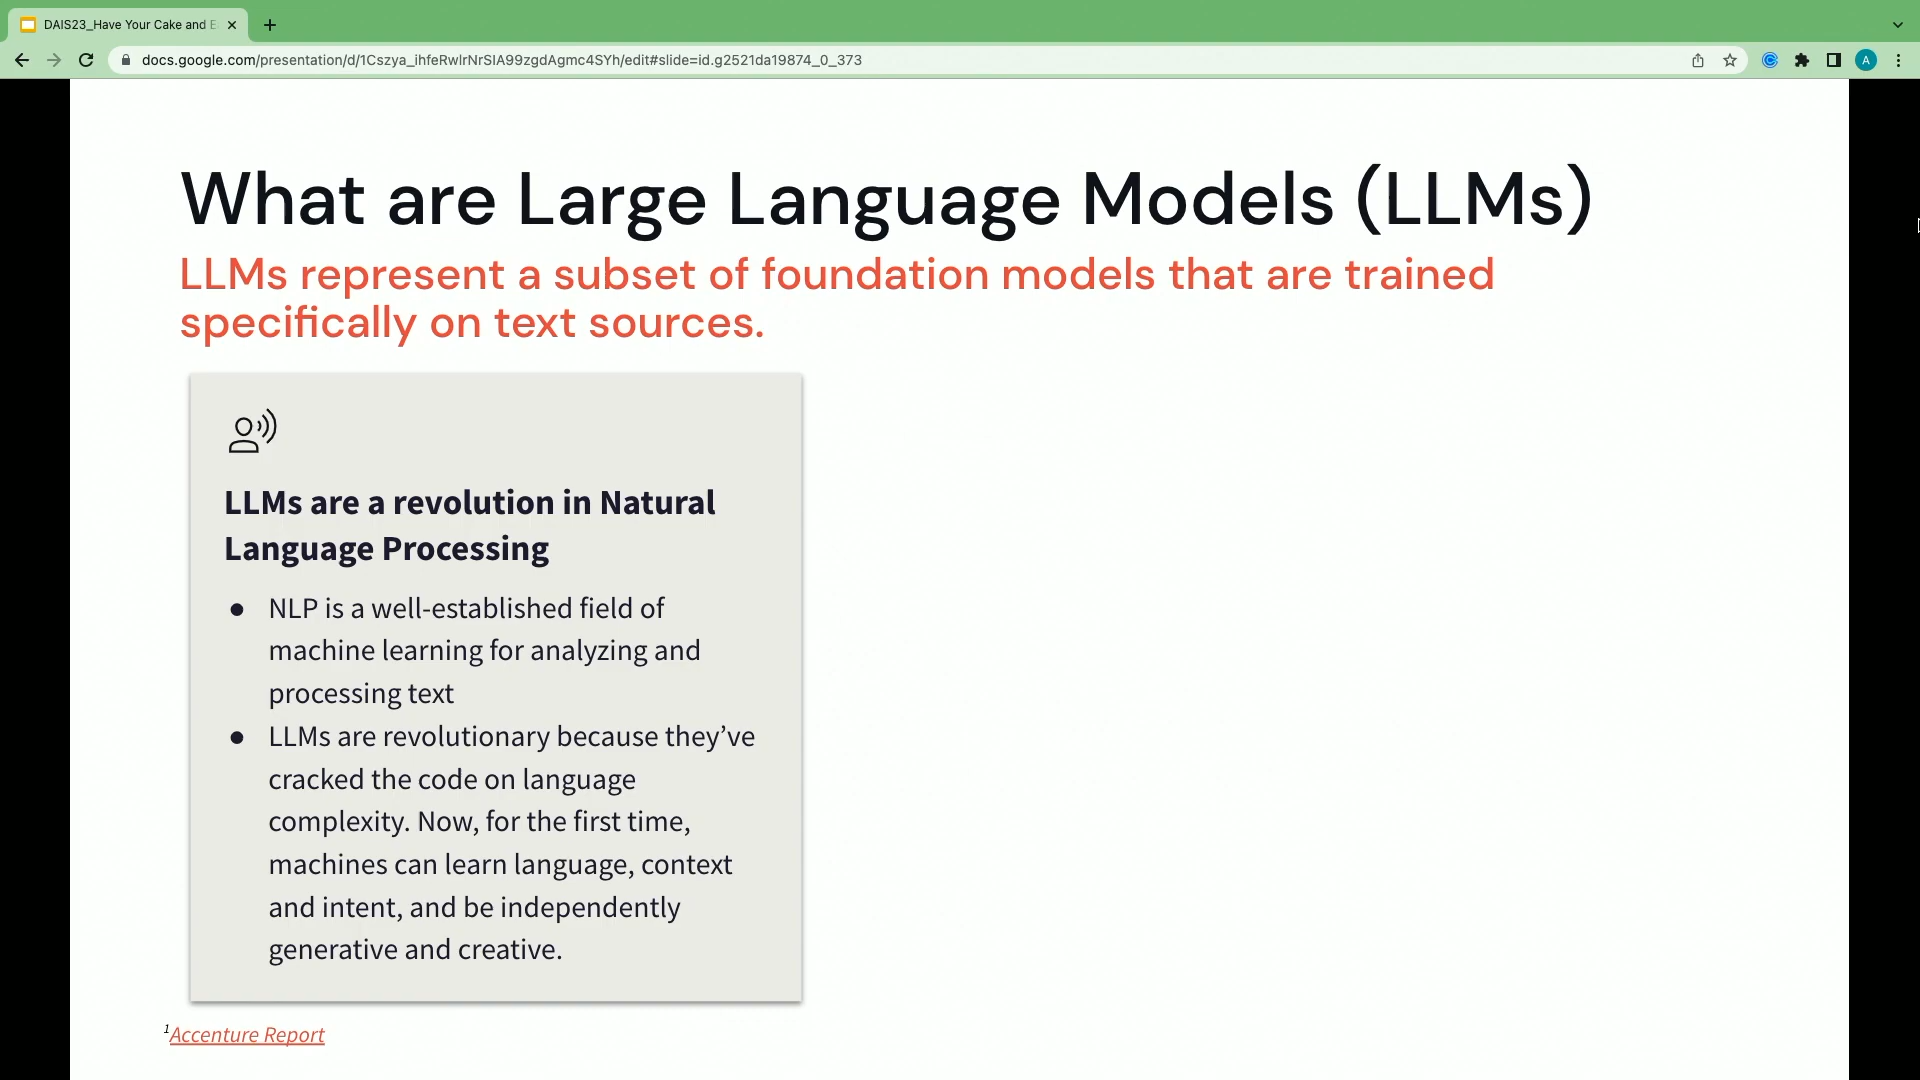 DAIS23_Have Your Cake and E
docs.google.com/presentation/d/1Cszya_ihfeRwlrNrSIA99zgdAgmc4SYh/edit#slide=id.g2521da19874_0_373
A
What are Large Language Models (LLMs)
LLMs represent a subset of foundation models that are trained
specifically on text sources.
LLMs are a revolution in Natural
Language Processing
● NLP is a well-established field of
machine learning for analyzing and
processing text
● LLMs are revolutionary because they’ve
cracked the code on language
complexity. Now, for the first time,
machines can learn language, context
and intent, and be independently
generative and creative.
1Accenture Report